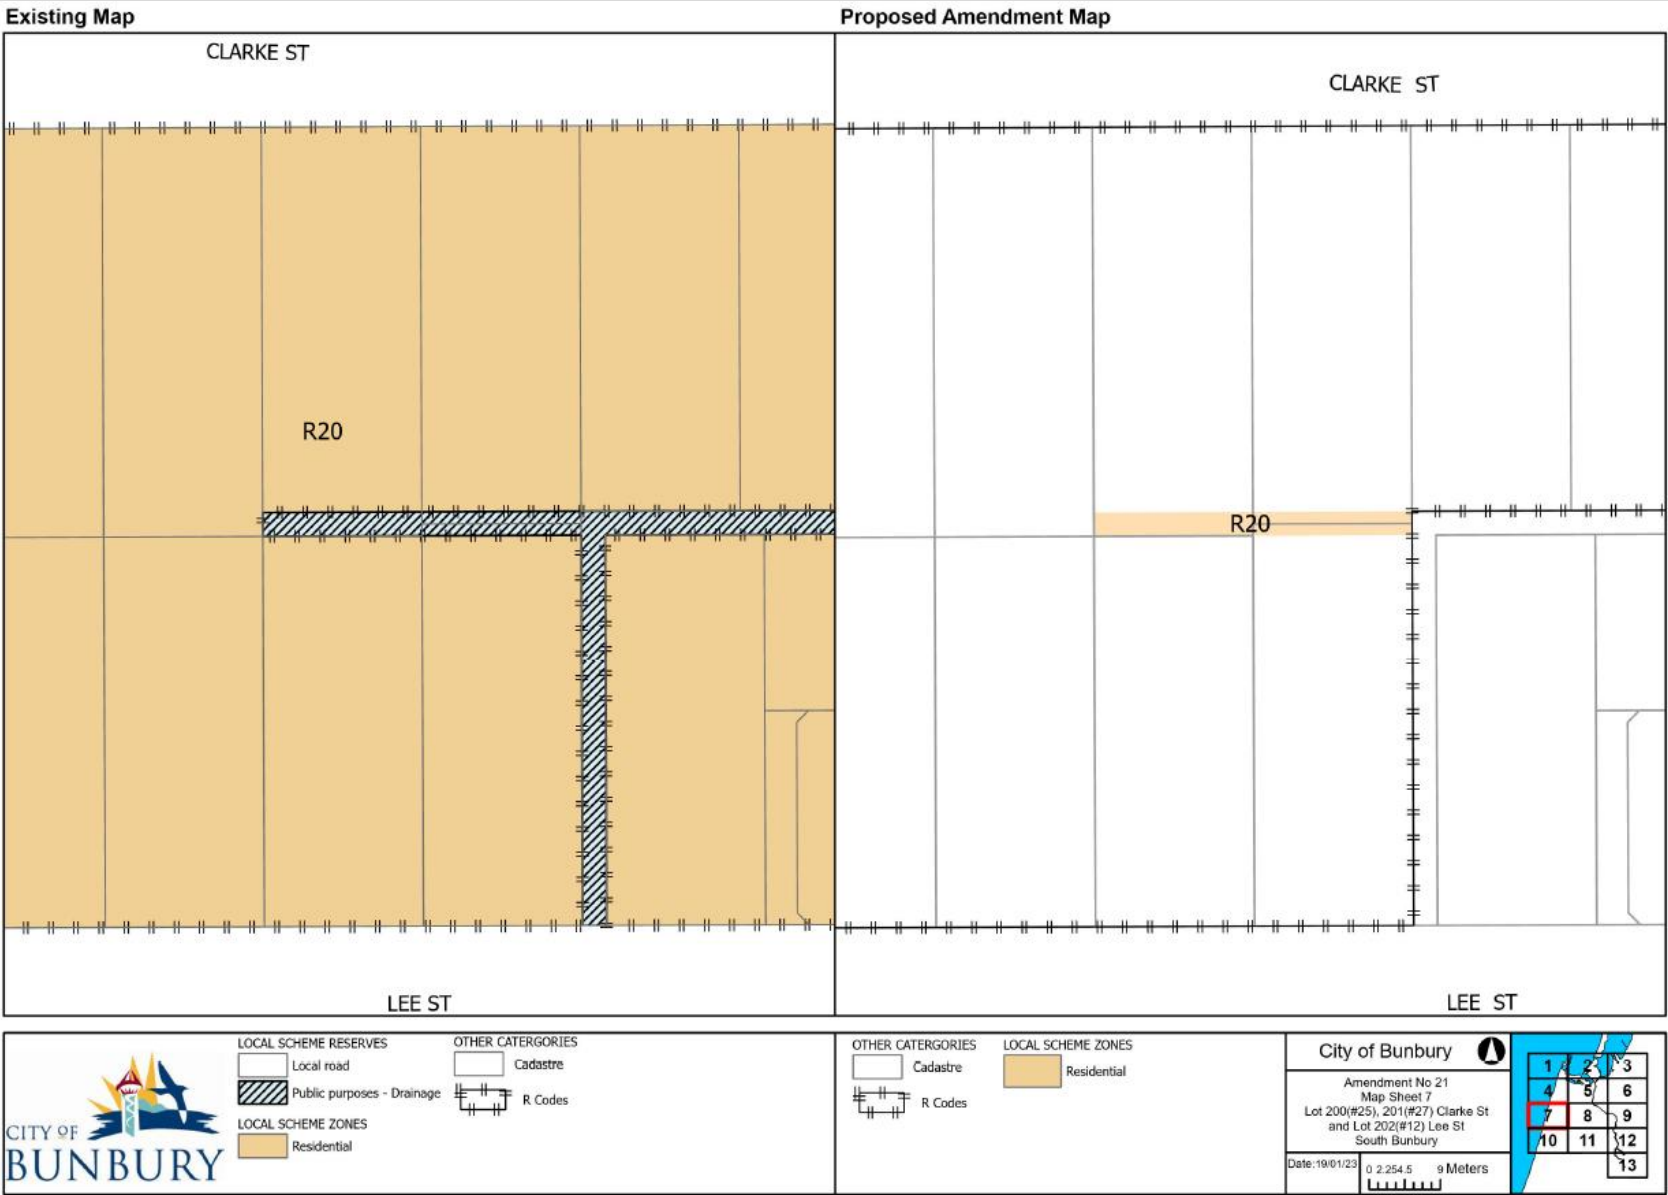 Existing Map
CLARKE ST
R20
LEE ST
Proposed Amendment Map
CLARKE ST
R20
LEE ST
CITY OF
BUNBURY
LOCAL SCHEME RESERVES
Local road
Public purposes - Drainage
LOCAL SCHEME ZONES
Residential
OTHER CATERGORIES
Cadastre
R Codes
OTHER CATERGORIES
Cadastre
R Codes
LOCAL SCHEME ZONES
Residential
City of Bunbury
Amendment No 21
Map Sheet 7
Lot 200(#25), 201(#27) Clarke St
and Lot 202(#12) Lee St
South Bunbury
Date:19/01/23
0 2.254.5 9 Meters
1 2 3
4 5 6
7 8 9
10 11 12
13